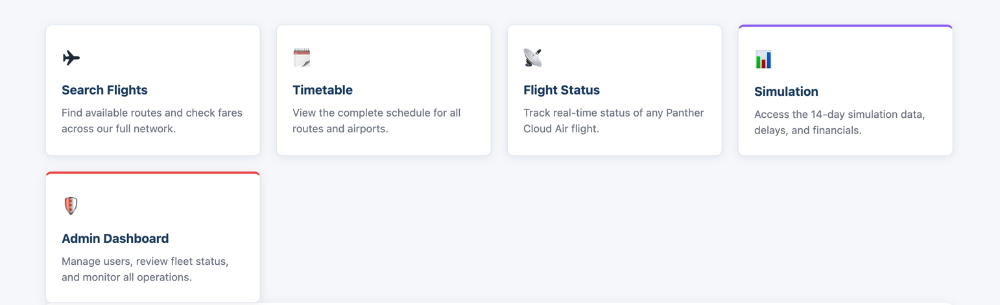 Search Flights
Find available routes and check fares
across our full network.
Timetable
View the complete schedule for all
routes and airports.
Flight Status
Track real-time status of any Panther
Cloud Air flight.
Simulation
Access the 14-day simulation data,
delays, and financials.
Admin Dashboard
Manage users, review fleet status,
and monitor all operations.